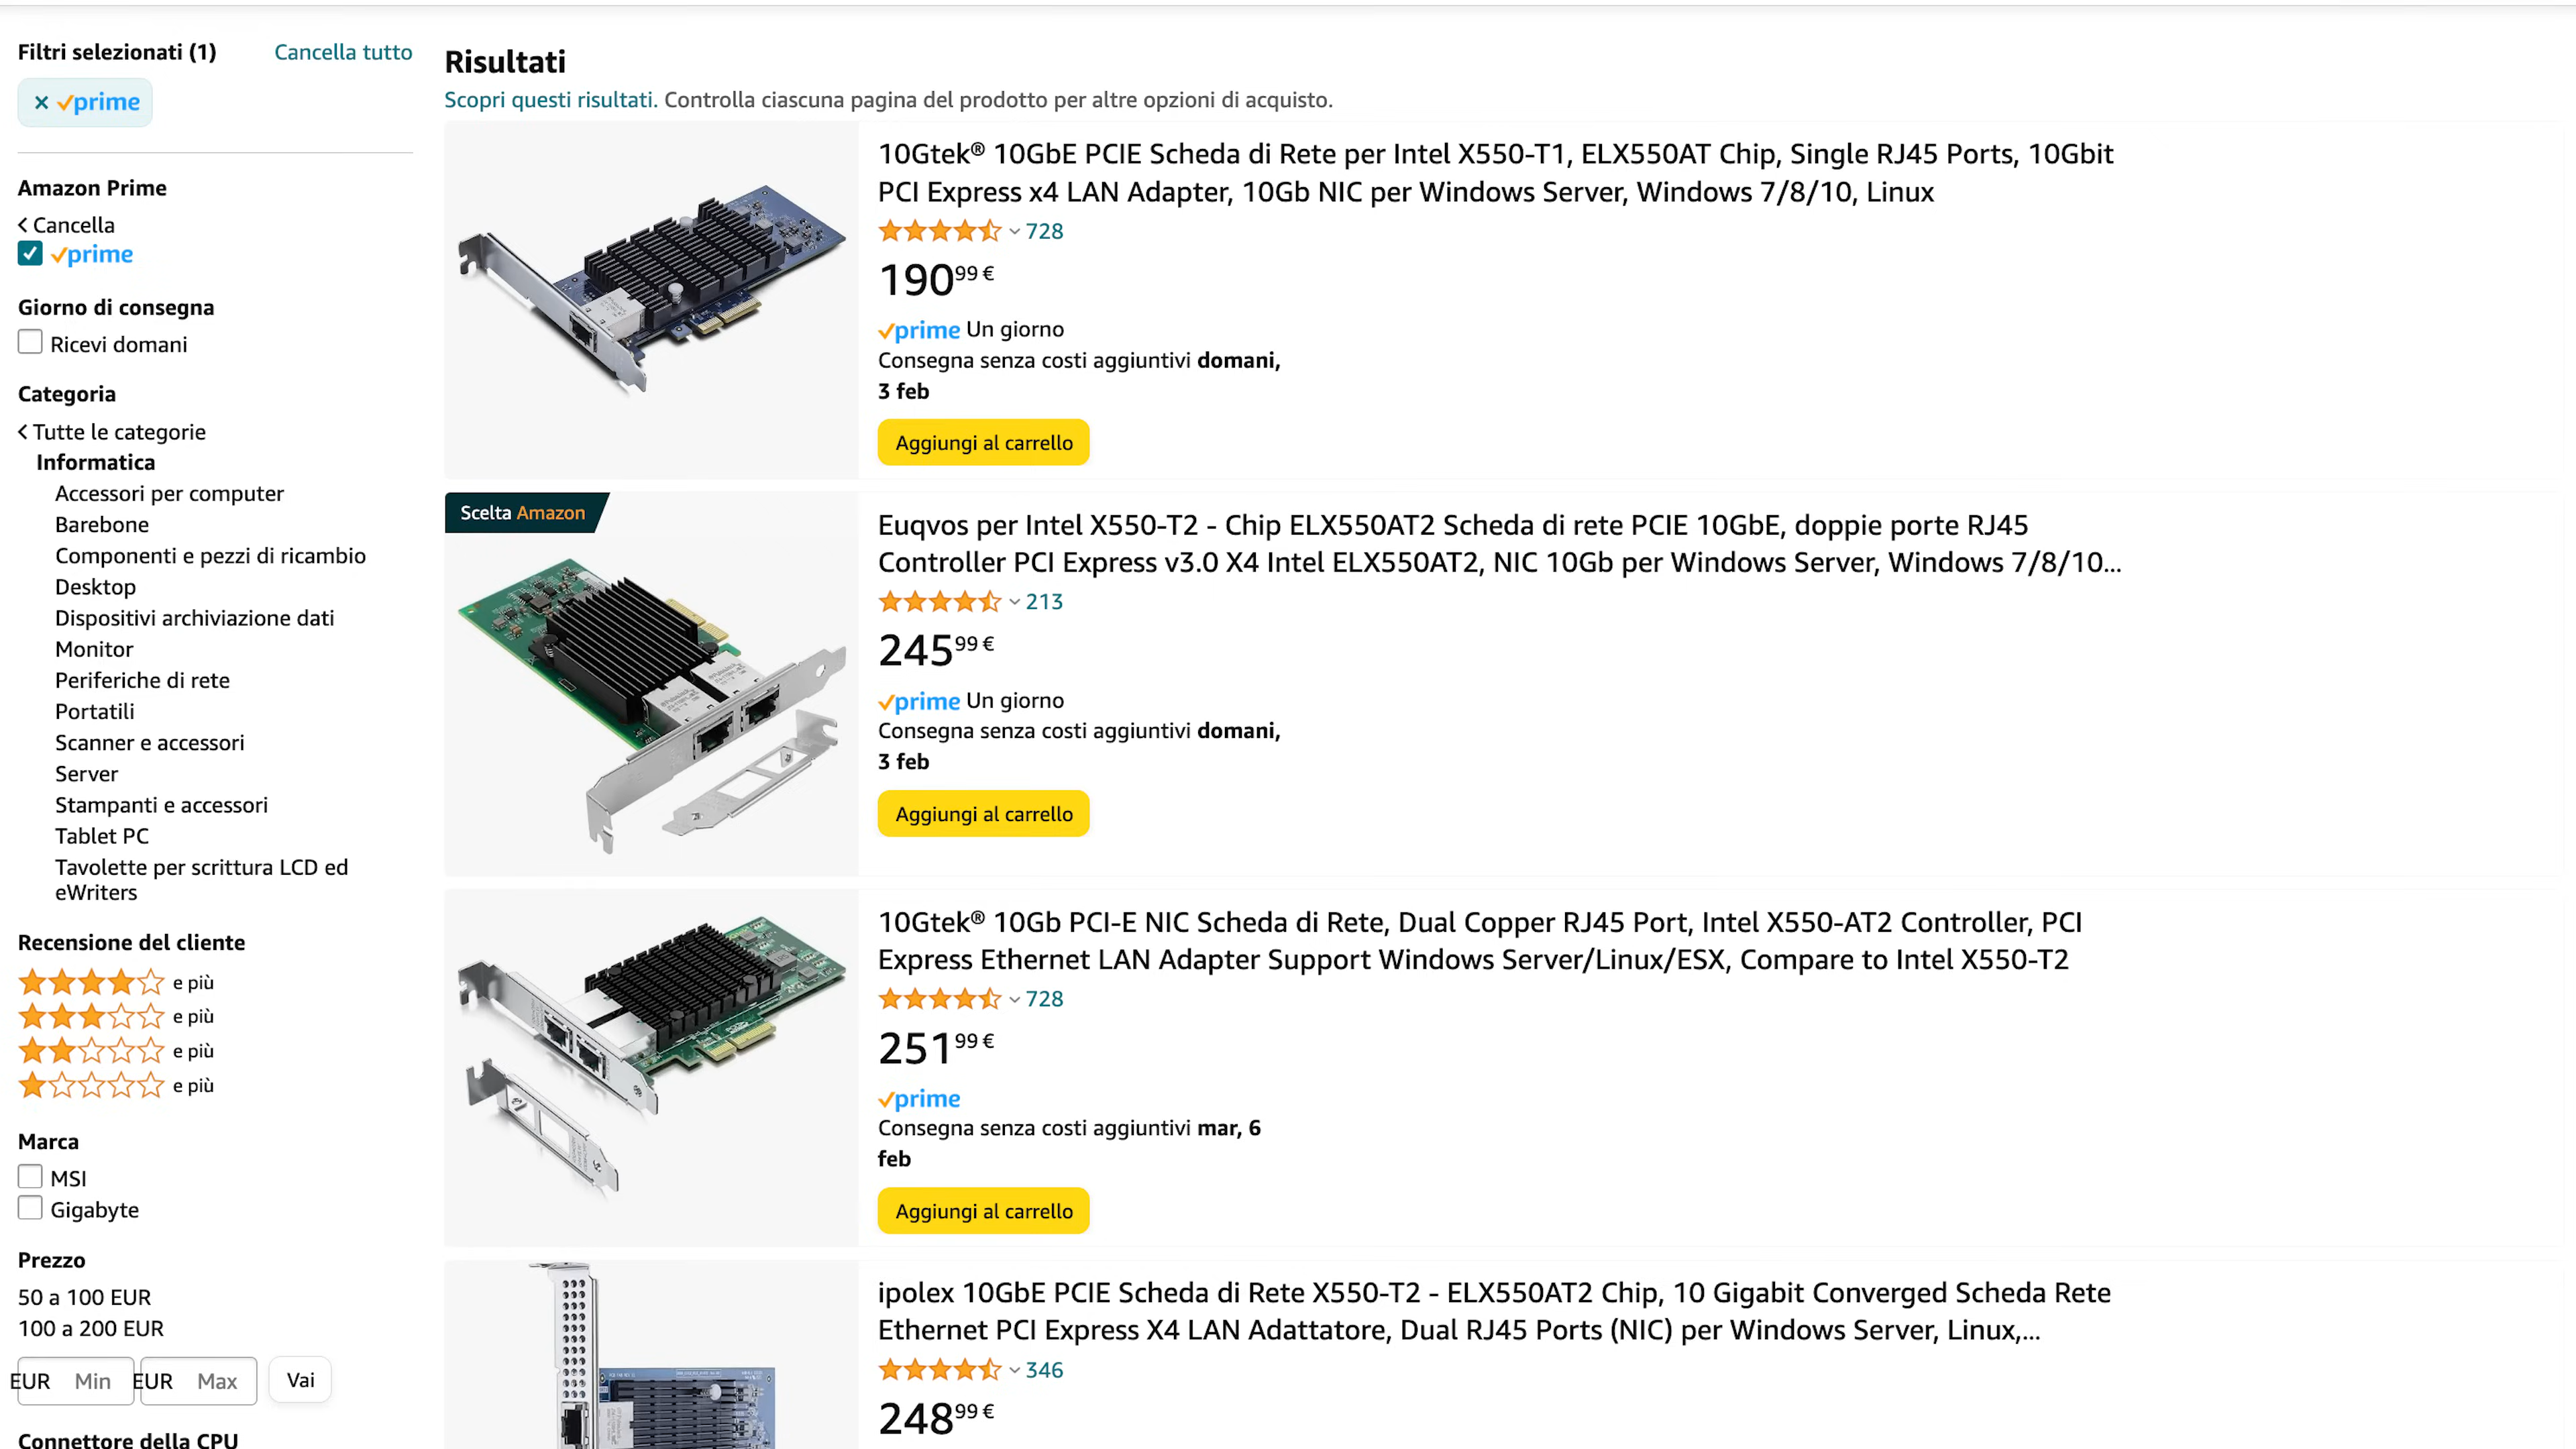 Filtri selezionati (1)
Cancella tutto
prime
Amazon Prime
Cancella
prime
Giorno di consegna
Ricevi domani
Categoria
Tutte le categorie
Informatica
Accessori per computer
Barebone
Componenti e pezzi di ricambio
Desktop
Dispositivi archiviazione dati
Monitor
Periferiche di rete
Portatili
Scanner e accessori
Server
Stampanti e accessori
Tablet PC
Tavolette per scrittura LCD ed
eWriters
Recensione del cliente
e più
e più
e più
e più
Marca
MSI
Gigabyte
Prezzo
50 a 100 EUR
100 a 200 EUR
EUR Min EUR Max Vai
Connettore della CPU
Risultati
Scopri questi risultati. Controlla ciascuna pagina del prodotto per altre opzioni di acquisto.
10Gtek® 10GbE PCIE Scheda di Rete per Intel X550-T1, ELX550AT Chip, Single RJ45 Ports, 10Gbit
PCI Express x4 LAN Adapter, 10Gb NIC per Windows Server, Windows 7/8/10, Linux
728
190 99 €
prime Un giorno
Consegna senza costi aggiuntivi domani,
3 feb
Aggiungi al carrello
Scelta Amazon
Euqvos per Intel X550-T2 - Chip ELX550AT2 Scheda di rete PCIE 10GbE, doppie porte RJ45
Controller PCI Express v3.0 X4 Intel ELX550AT2, NIC 10Gb per Windows Server, Windows 7/8/10...
213
245 99 €
prime Un giorno
Consegna senza costi aggiuntivi domani,
3 feb
Aggiungi al carrello
10Gtek® 10Gb PCI-E NIC Scheda di Rete, Dual Copper RJ45 Port, Intel X550-AT2 Controller, PCI
Express Ethernet LAN Adapter Support Windows Server/Linux/ESX, Compare to Intel X550-T2
728
251 99 €
prime
Consegna senza costi aggiuntivi mar, 6
feb
Aggiungi al carrello
ipolex 10GbE PCIE Scheda di Rete X550-T2 - ELX550AT2 Chip, 10 Gigabit Converged Scheda Rete
Ethernet PCI Express X4 LAN Adattatore, Dual RJ45 Ports (NIC) per Windows Server, Linux,...
346
248 99 €